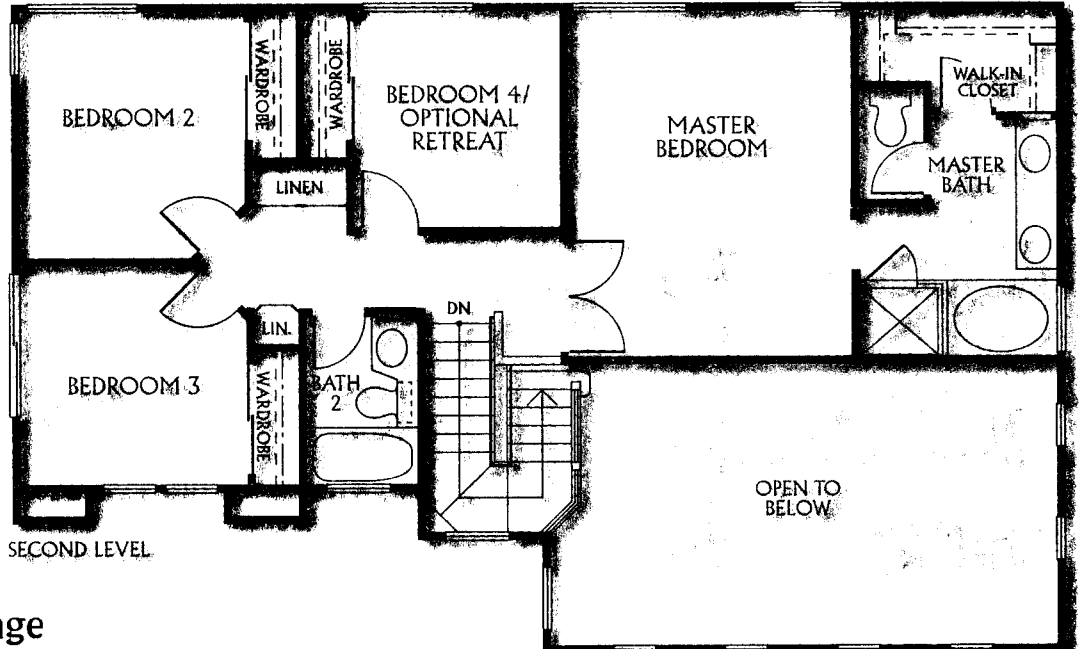 BEDROOM 2
WARDROBE
WARDROBE
BEDROOM 4/
OPTIONAL
RETREAT
MASTER
BEDROOM
WALK-IN
CLOSET
MASTER
BATH
LINEN
DN.
LIN.
BEDROOM 3
WARDROBE
BATH
2
OPEN TO
BELOW
SECOND LEVEL